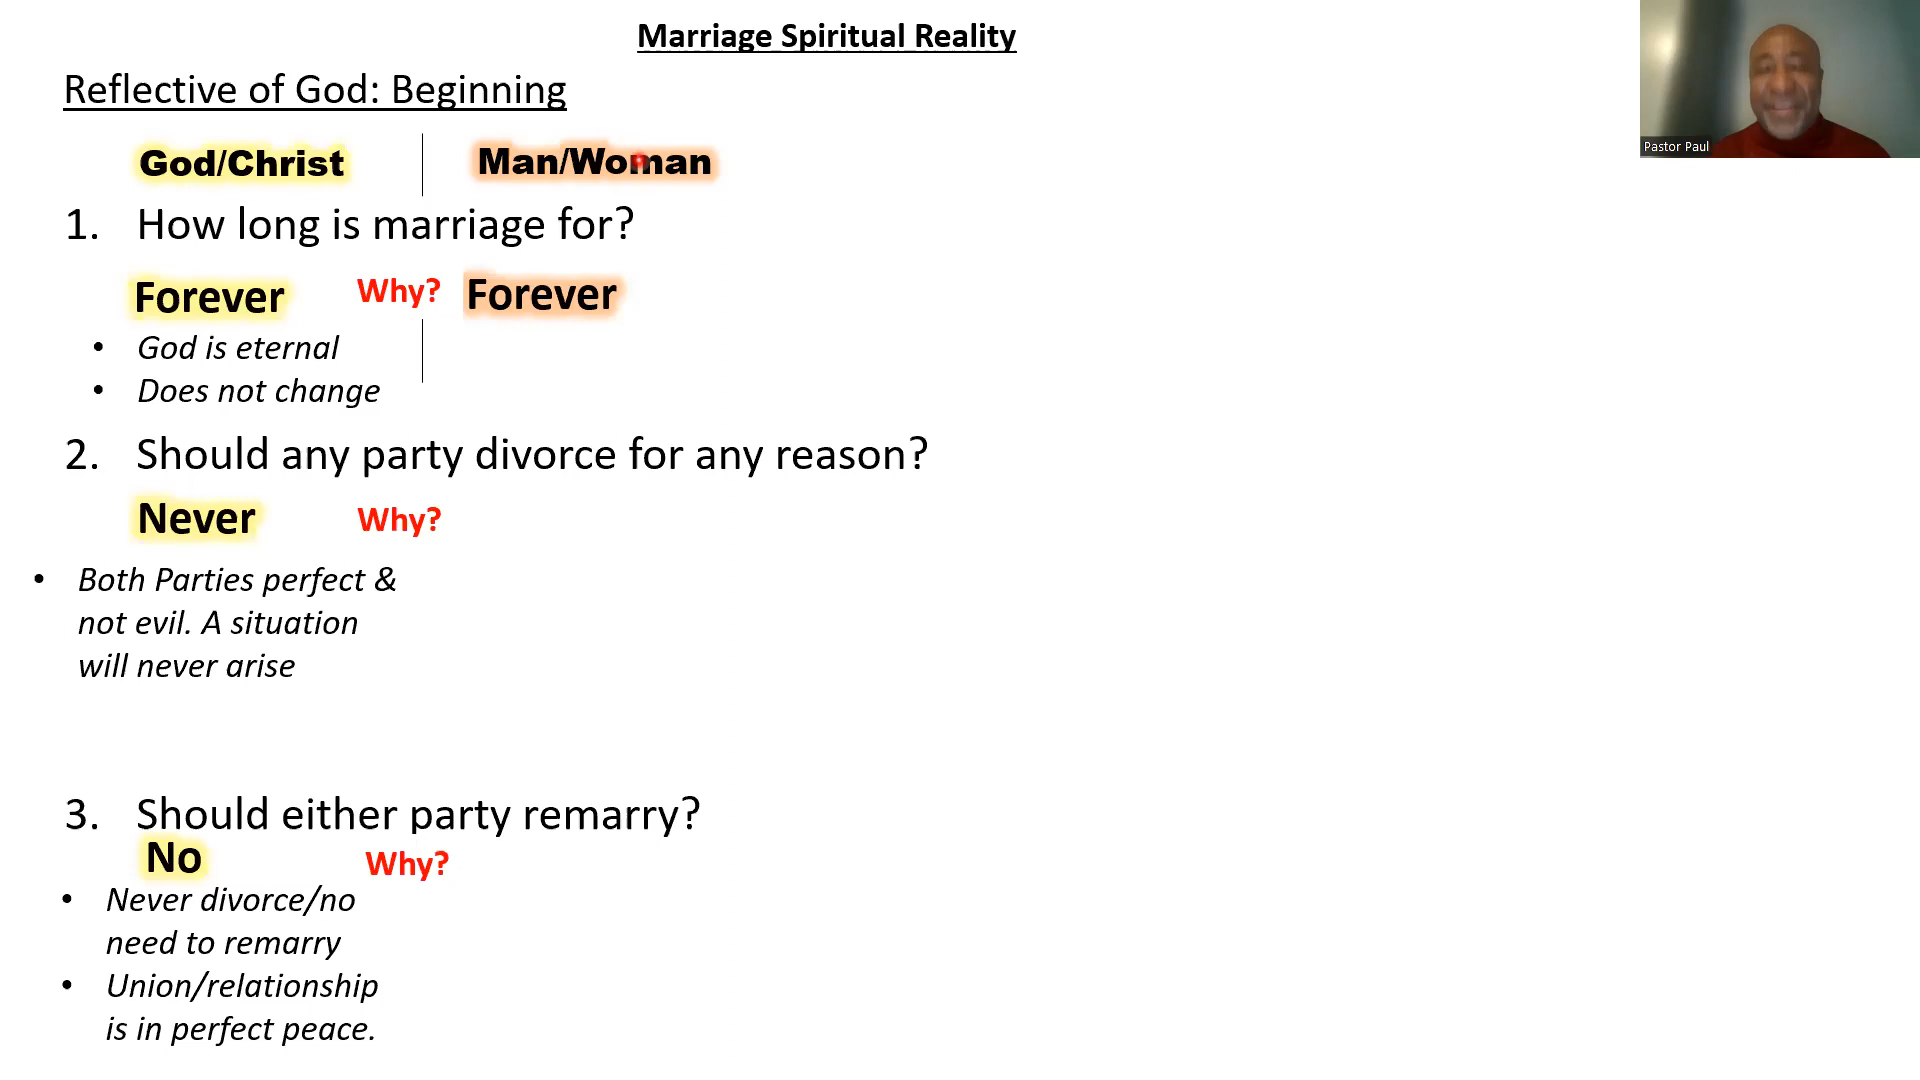 Marriage Spiritual Reality
Pastor Paul
Reflective of God: Beginning
God/Christ
Man/Woman
1. How long is marriage for?
Forever
Why?
Forever
• God is eternal
• Does not change
2. Should any party divorce for any reason?
Never
Why?
• Both Parties perfect &
not evil. A situation
will never arise
3. Should either party remarry?
No
Why?
• Never divorce/no
need to remarry
• Union/relationship
is in perfect peace.